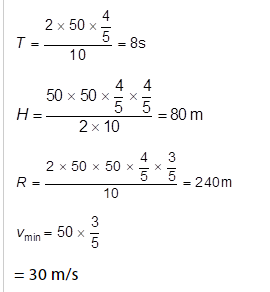 T = (2 × 50 × 4/5)/10 = 8s
H = (50 × 50 × 4/5 × 4/5)/(2 × 10) = 80 m
R = (2 × 50 × 50 × 4/5 × 3/5)/10 = 240m
v_min = 50 × 3/5
= 30 m/s